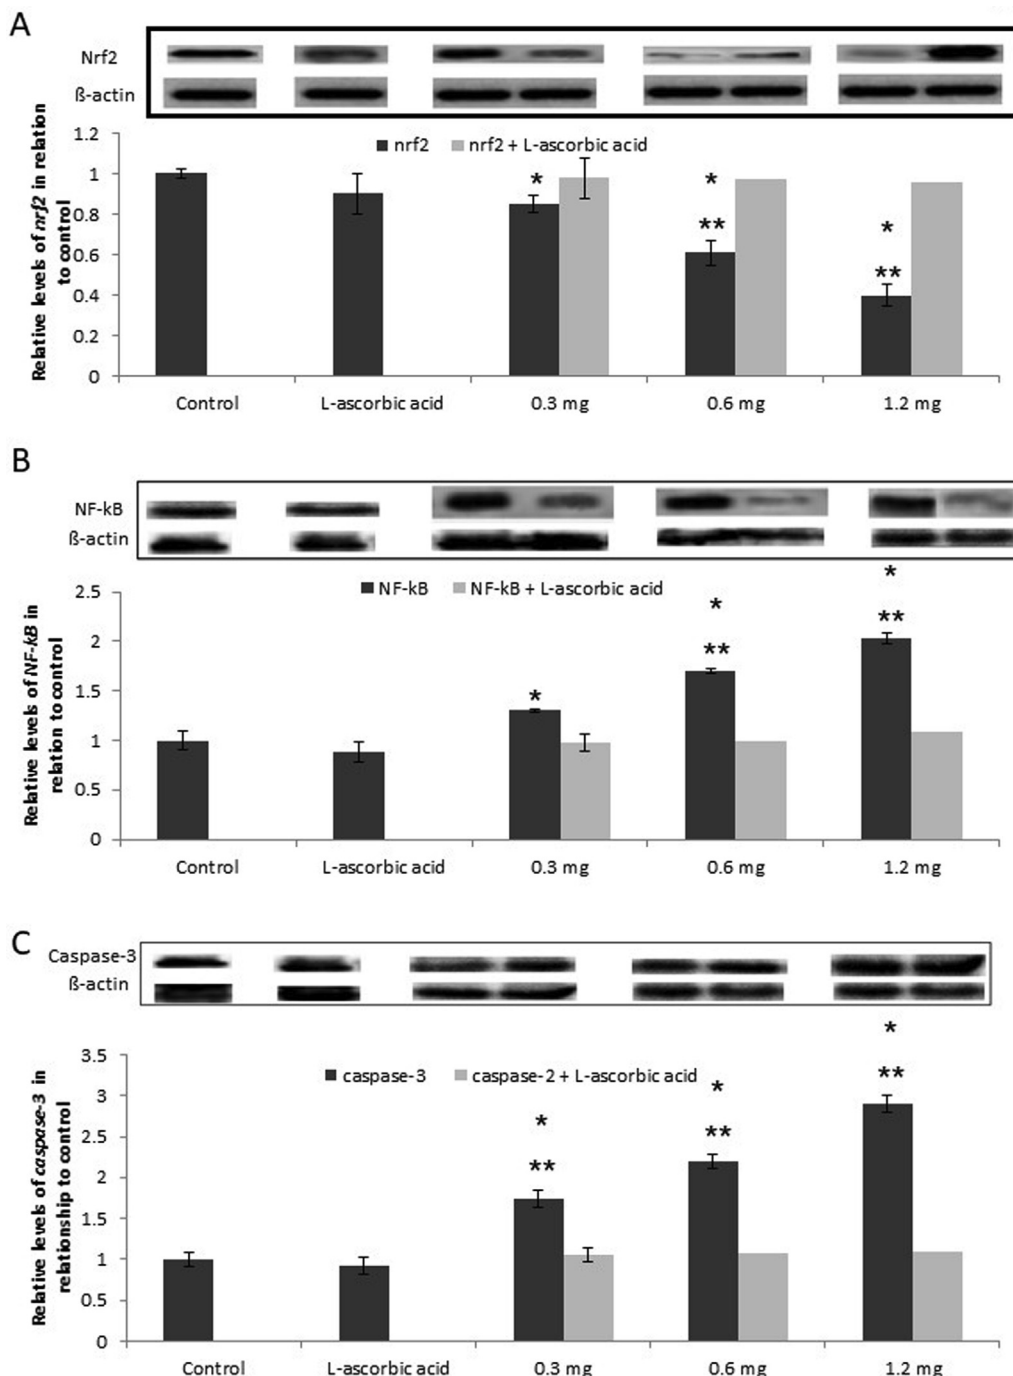 A
Nrf2
ß-actin
1.2
1
0.8
0.6
0.4
0.2
0
Relative levels of nrf2 in relation
to control
nrf2 nrf2 + L-ascorbic acid
*
*
**
*
**
Control L-ascorbic acid 0.3 mg 0.6 mg 1.2 mg
B
NF-kB
ß-actin
2.5
2
1.5
1
0.5
0
Relative levels of NF-kB in
relation to control
NF-kB NF-kB + L-ascorbic acid
*
*
**
*
**
Control L-ascorbic acid 0.3 mg 0.6 mg 1.2 mg
C
Caspase-3
ß-actin
3.5
3
2.5
2
1.5
1
0.5
0
Relative levels of caspase-3 in
relationship to control
caspase-3 caspase-2 + L-ascorbic acid
*
**
*
**
*
**
Control L-ascorbic acid 0.3 mg 0.6 mg 1.2 mg